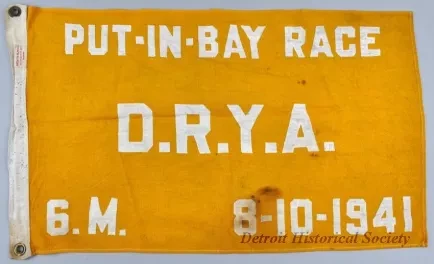 PUT-IN-BAY RACE
D.R.Y.A.
6.M. 8-10-1941
Detroit Historical Society